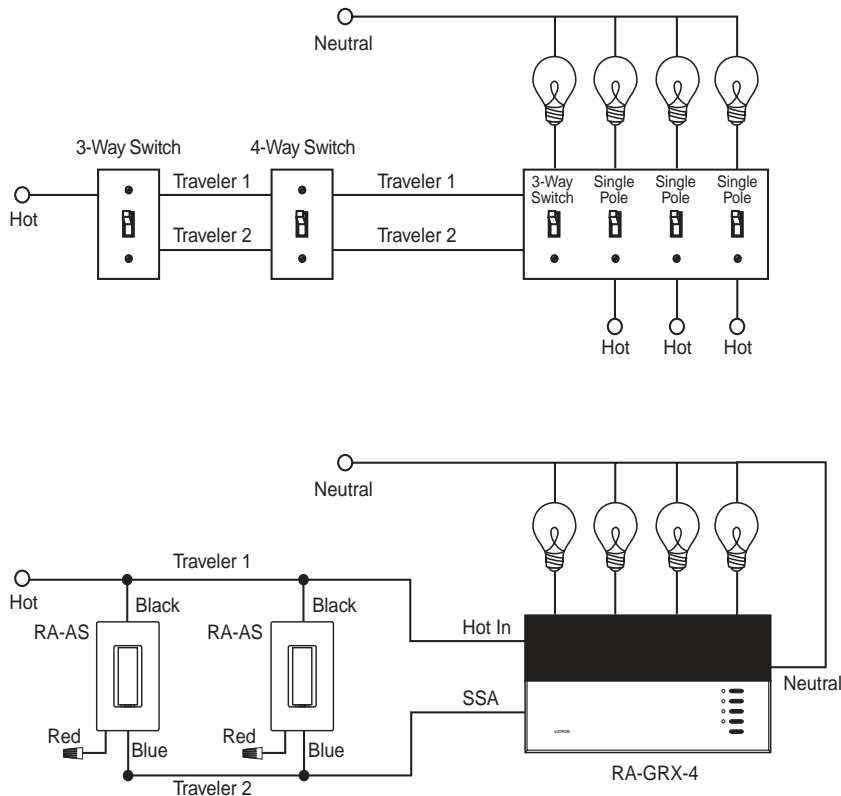 Neutral
3-Way Switch
4-Way Switch
Hot
Traveler 1
Traveler 1
Traveler 2
Traveler 2
3-Way
Switch
Single
Pole
Single
Pole
Single
Pole
Hot
Hot
Hot
Neutral
Traveler 1
Hot
Black
Black
RA-AS
RA-AS
Hot In
SSA
Neutral
Red
Blue
Red
Blue
Traveler 2
LUTRON
RA-GRX-4